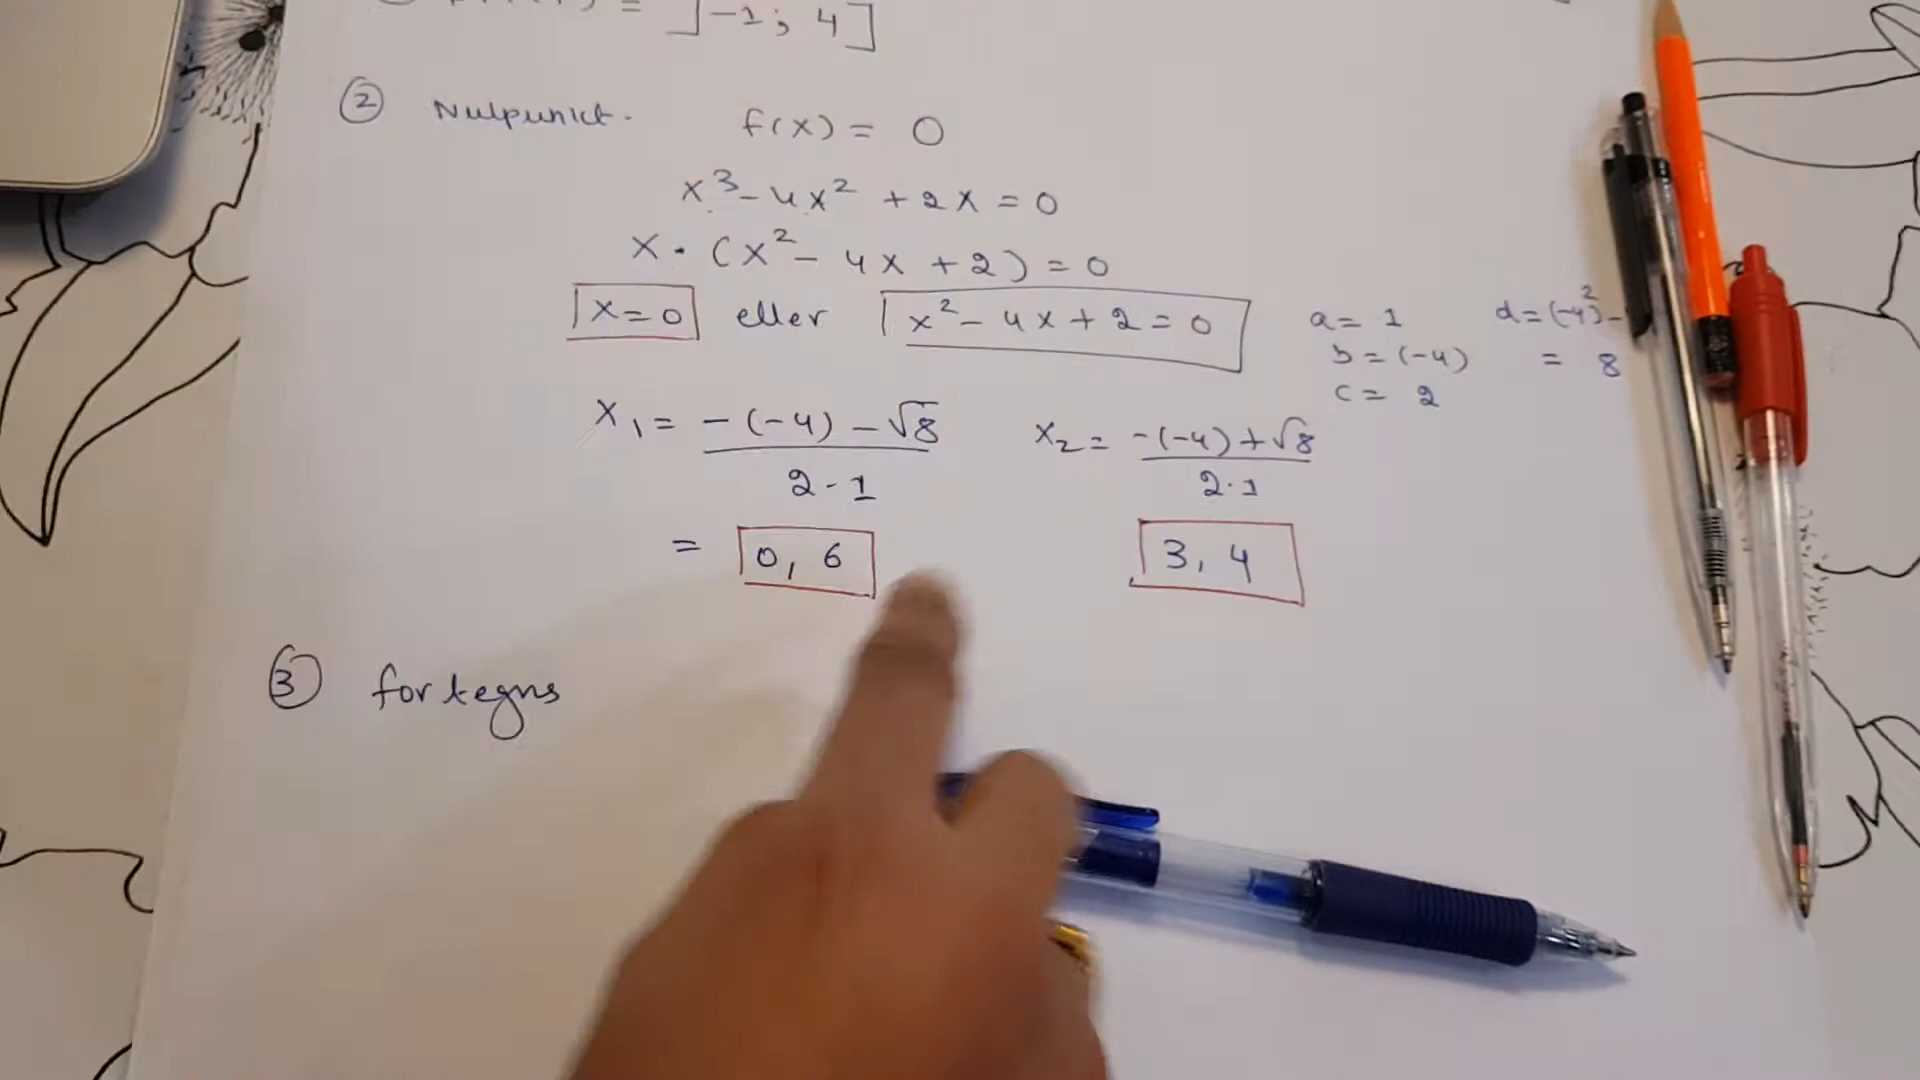 = ]-1; 4]
② Nulpunkt. f(x) = 0
x³ - 4x² + 2x = 0
x · (x² - 4x + 2) = 0
x=0 eller x² - 4x + 2 = 0
a = 1 d = (-4)² -
b = (-4) = 8
c = 2
x₁ = -(-4) - √8 / 2·1 x₂ = -(-4) + √8 / 2·1
= 0, 6 3, 4
③ fortegns